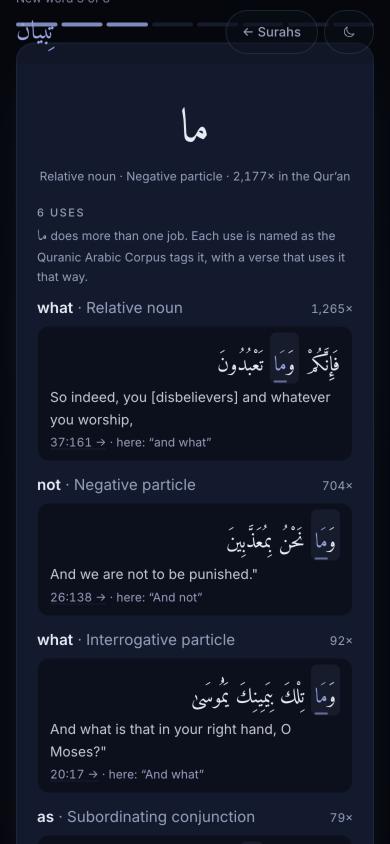 تِبيان
← Surahs
ما
Relative noun · Negative particle · 2,177× in the Qur’an
6 USES
ما does more than one job. Each use is named as the
Quranic Arabic Corpus tags it, with a verse that uses it
that way.
what · Relative noun 1,265×
فَإِنَّكُمْ وَمَا تَعْبُدُونَ
So indeed, you [disbelievers] and whatever
you worship,
37:161 → · here: “and what”
not · Negative particle 704×
وَمَا نَحْنُ بِمُعَذَّبِينَ
And we are not to be punished."
26:138 → · here: “And not”
what · Interrogative particle 92×
وَمَا تِلْكَ بِيَمِينِكَ يَٰمُوسَىٰ
And what is that in your right hand, O
Moses?"
20:17 → · here: “And what”
as · Subordinating conjunction 79×